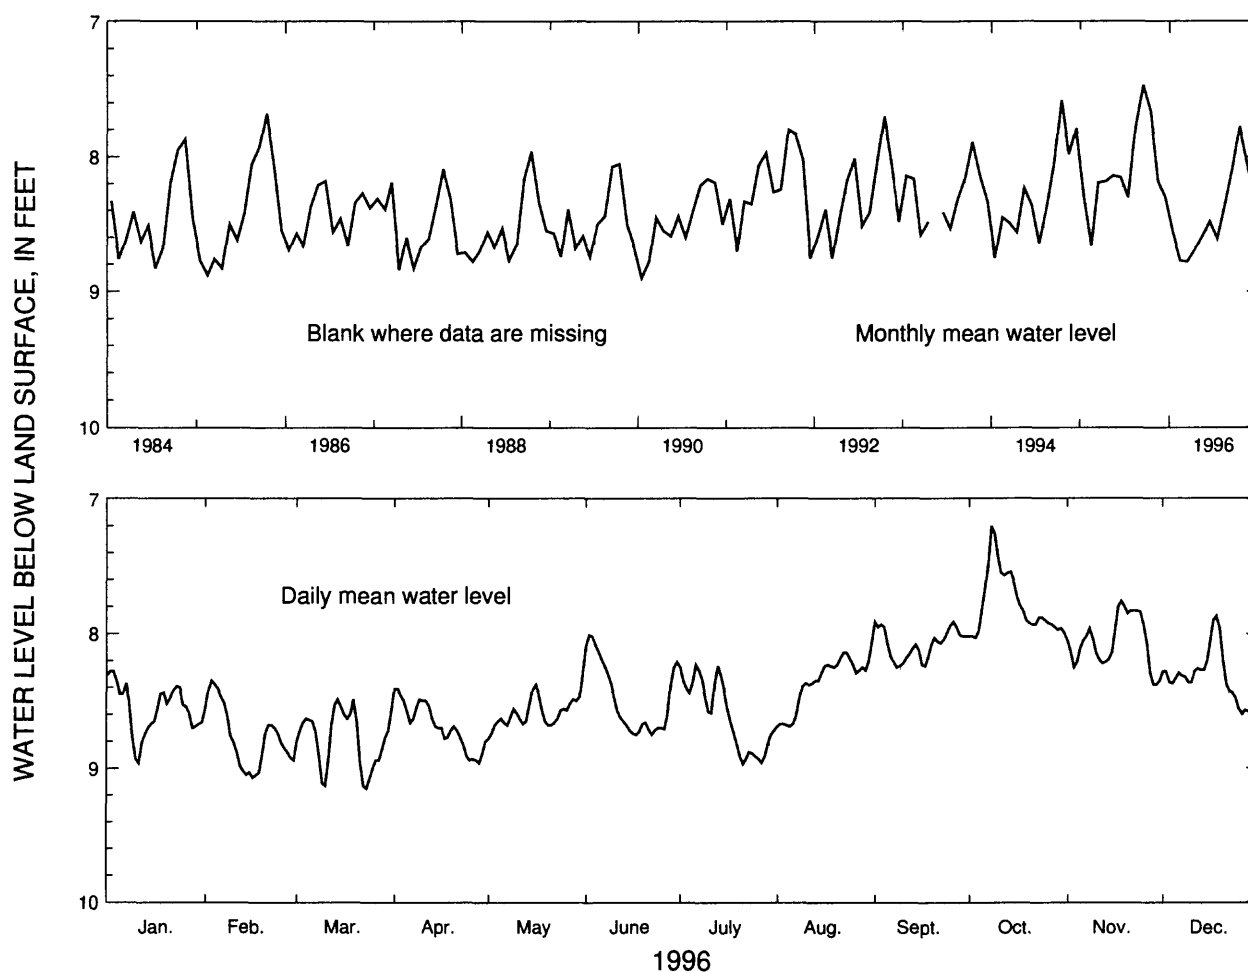 WATER LEVEL BELOW LAND SURFACE, IN FEET
7
8
9
10
Blank where data are missing
Monthly mean water level
1984 1986 1988 1990 1992 1994 1996
7
8
9
10
Daily mean water level
Jan. Feb. Mar. Apr. May June July Aug. Sept. Oct. Nov. Dec.
1996